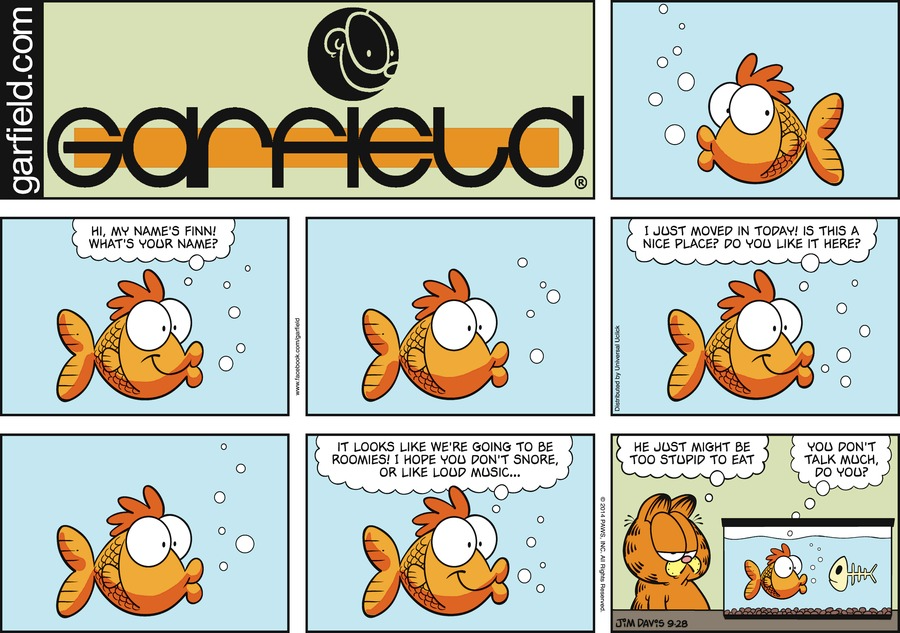 garfield.com
GARFIELD®
HI, MY NAME'S FINN!
WHAT'S YOUR NAME?
www.facebook.com/garfield
I JUST MOVED IN TODAY! IS THIS A
NICE PLACE? DO YOU LIKE IT HERE?
Distributed by Universal Uclick
IT LOOKS LIKE WE'RE GOING TO BE
ROOMIES! I HOPE YOU DON'T SNORE,
OR LIKE LOUD MUSIC...
© 2014 PAWS, INC. All Rights Reserved.
HE JUST MIGHT BE
TOO STUPID TO EAT
YOU DON'T
TALK MUCH,
DO YOU?
JIM DAVIS 9-28